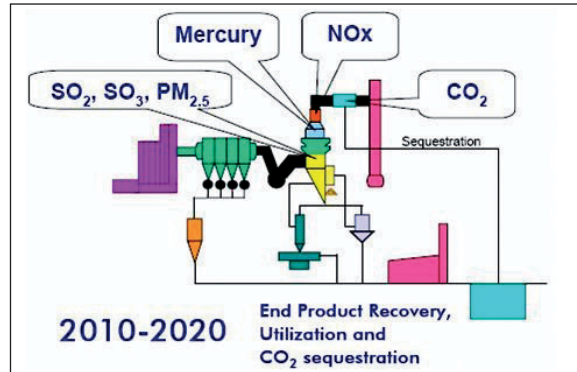 Mercury
NOx
SO₂, SO₃, PM₂.₅
CO₂
Sequestration
2010-2020
End Product Recovery,
Utilization and
CO₂ sequestration